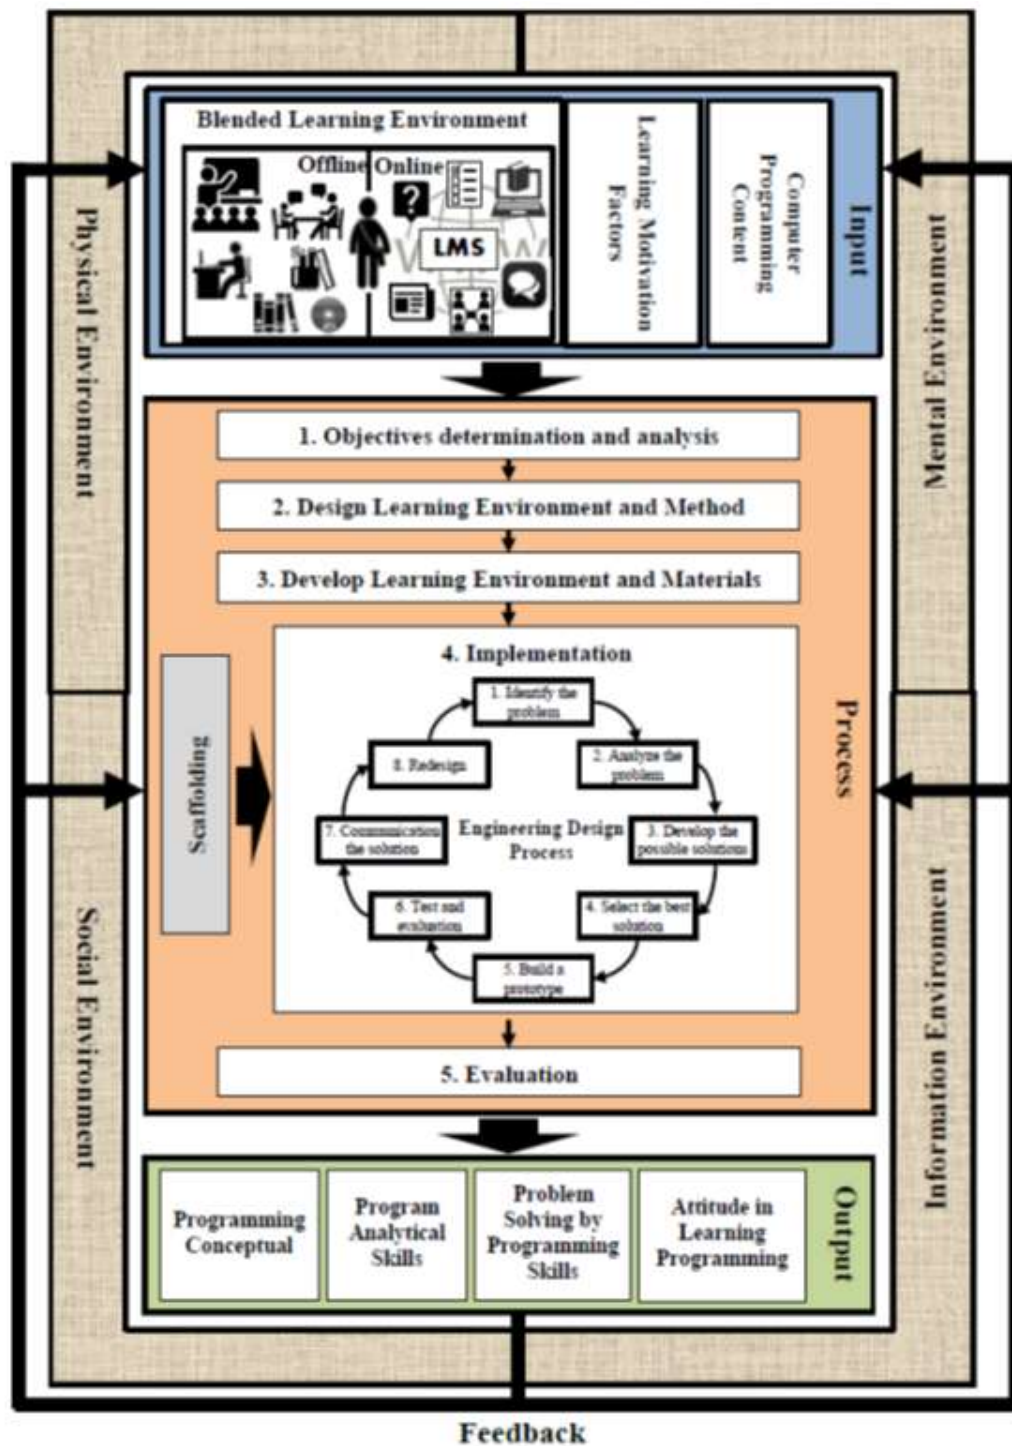 Blended Learning Environment
Offline Online
?
LMS
W
W
Learning Motivation
Factors
Computer
Programming
Content
Input
Physical Environment
Mental Environment
1. Objectives determination and analysis
2. Design Learning Environment and Method
3. Develop Learning Environment and Materials
4. Implementation
1. Identify the
problem
2. Analyze the
problem
3. Develop the
possible solutions
4. Select the best
solution
5. Build a
prototype
6. Test and
evaluation
7. Communication
the solution
8. Redesign
Engineering Design
Process
Scaffolding
Process
5. Evaluation
Social Environment
Information Environment
Programming
Conceptual
Program
Analytical
Skills
Problem
Solving by
Programming
Skills
Attitude in
Learning
Programming
Output
Feedback